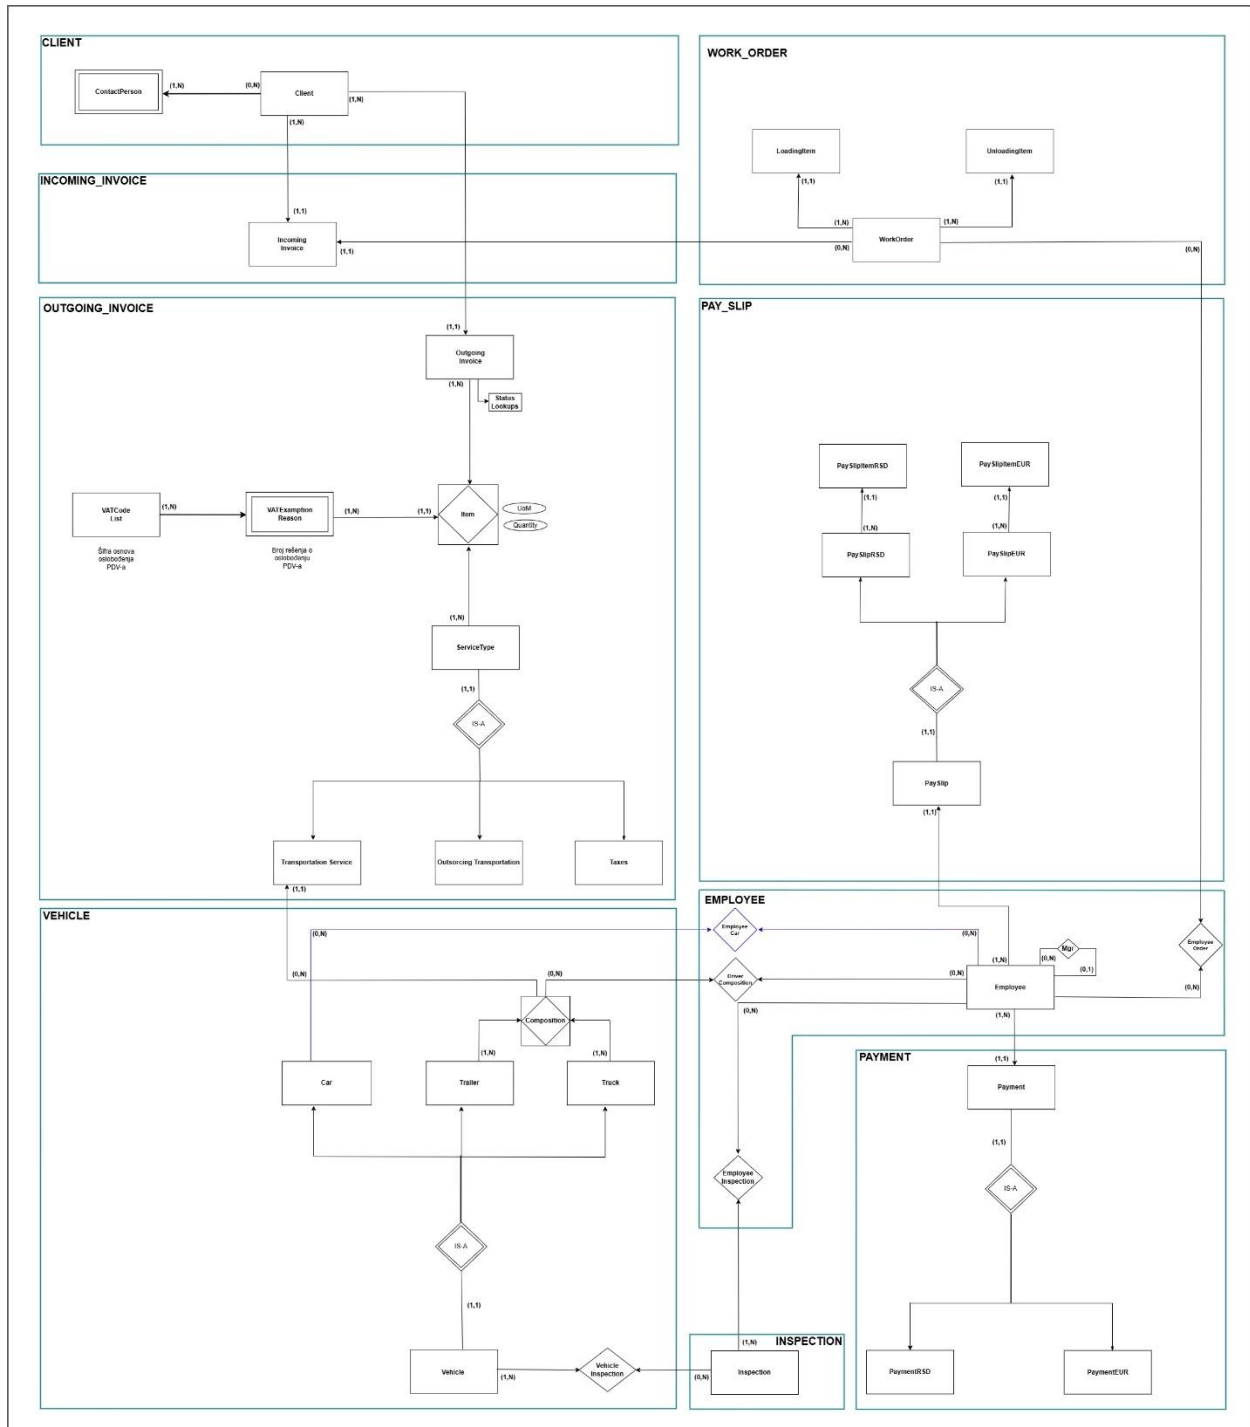 CLIENT
ContactPerson
(1,N)
(0,N)
Client
(1,N)
(1,N)
INCOMING_INVOICE
(1,1)
Incoming
Invoice
(1,1)
WORK_ORDER
LoadingItem
UnloadingItem
(1,1)
(1,1)
(1,N)
(1,N)
WorkOrder
(0,N)
(0,N)
OUTGOING_INVOICE
(1,1)
Outgoing
Invoice
(1,N)
Status
Lookups
VATCode
List
(1,N)
VATExamption
Reason
(1,N)
(1,1)
Item
UoM
Quantity
Šifra osnova
oslobođenja
PDV-a
Broj rešenja o
oslobođenju
PDV-a
(1,N)
ServiceType
(1,1)
IS-A
Transportation Service
Outsorcing Transportation
Taxes
(1,1)
PAY_SLIP
PaySlipItemRSD
PaySlipItemEUR
(1,1)
(1,1)
(1,N)
(1,N)
PaySlipRSD
PaySlipEUR
IS-A
(1,1)
PaySlip
(1,1)
VEHICLE
(0,N)
(0,N)
(0,N)
Composition
(1,N)
(1,N)
Car
Trailer
Truck
IS-A
(1,1)
Vehicle
(1,N)
Vehicle
Inspection
EMPLOYEE
Employee
Car
(0,N)
Driver
Composition
(0,N)
(0,N)
(1,N)
(0,N)
Mgr
(0,1)
Employee
Employee
Order
(0,N)
(1,N)
Employee
Inspection
INSPECTION
(1,N)
(0,N)
Inspection
PAYMENT
(1,1)
Payment
(1,1)
IS-A
PaymentRSD
PaymentEUR